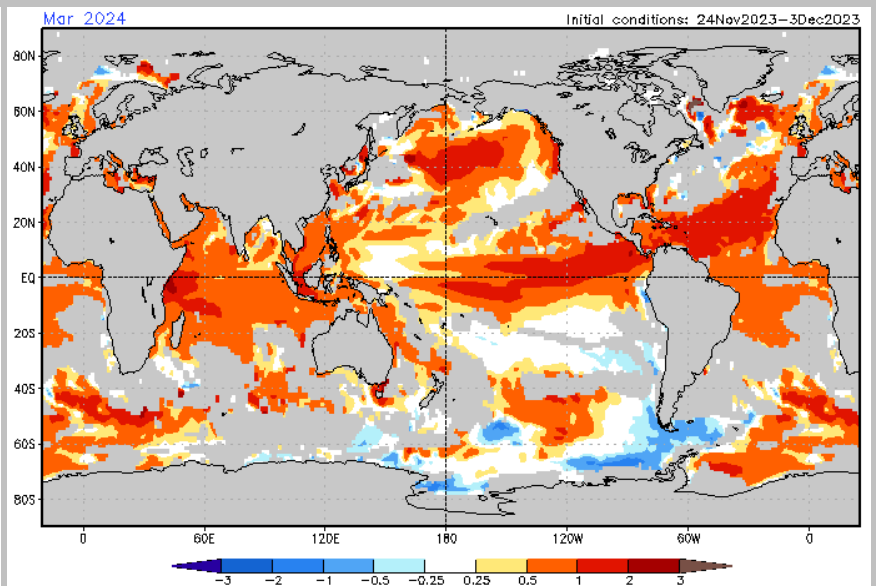 Mar 2024
Initial conditions: 24Nov2023-3Dec2023
80N
60N
40N
20N
EQ
20S
40S
60S
80S
0 60E 120E 180 120W 60W 0
-3 -2 -1 -0.5 -0.25 0.25 0.5 1 2 3